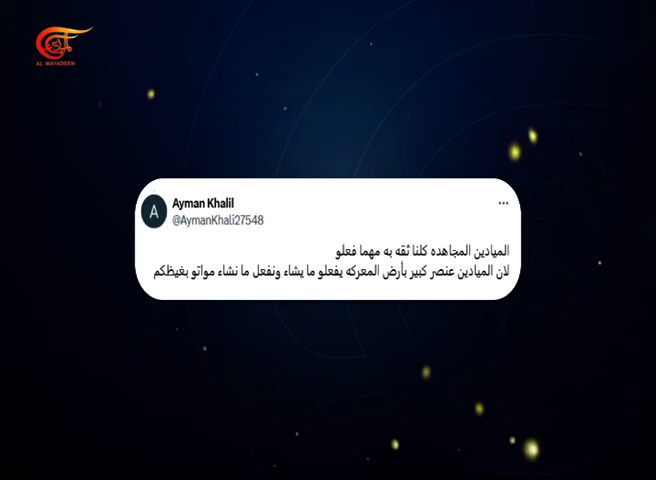 AL MAYADEEN
A
Ayman Khalil
...
@AymanKhali27548
الميادين المجاهده كلنا ثقه به مهما فعلو
لان الميادين عنصر كبير بأرض المعركه يفعلو ما يشاء ونفعل ما نشاء مواتو بغيظكم